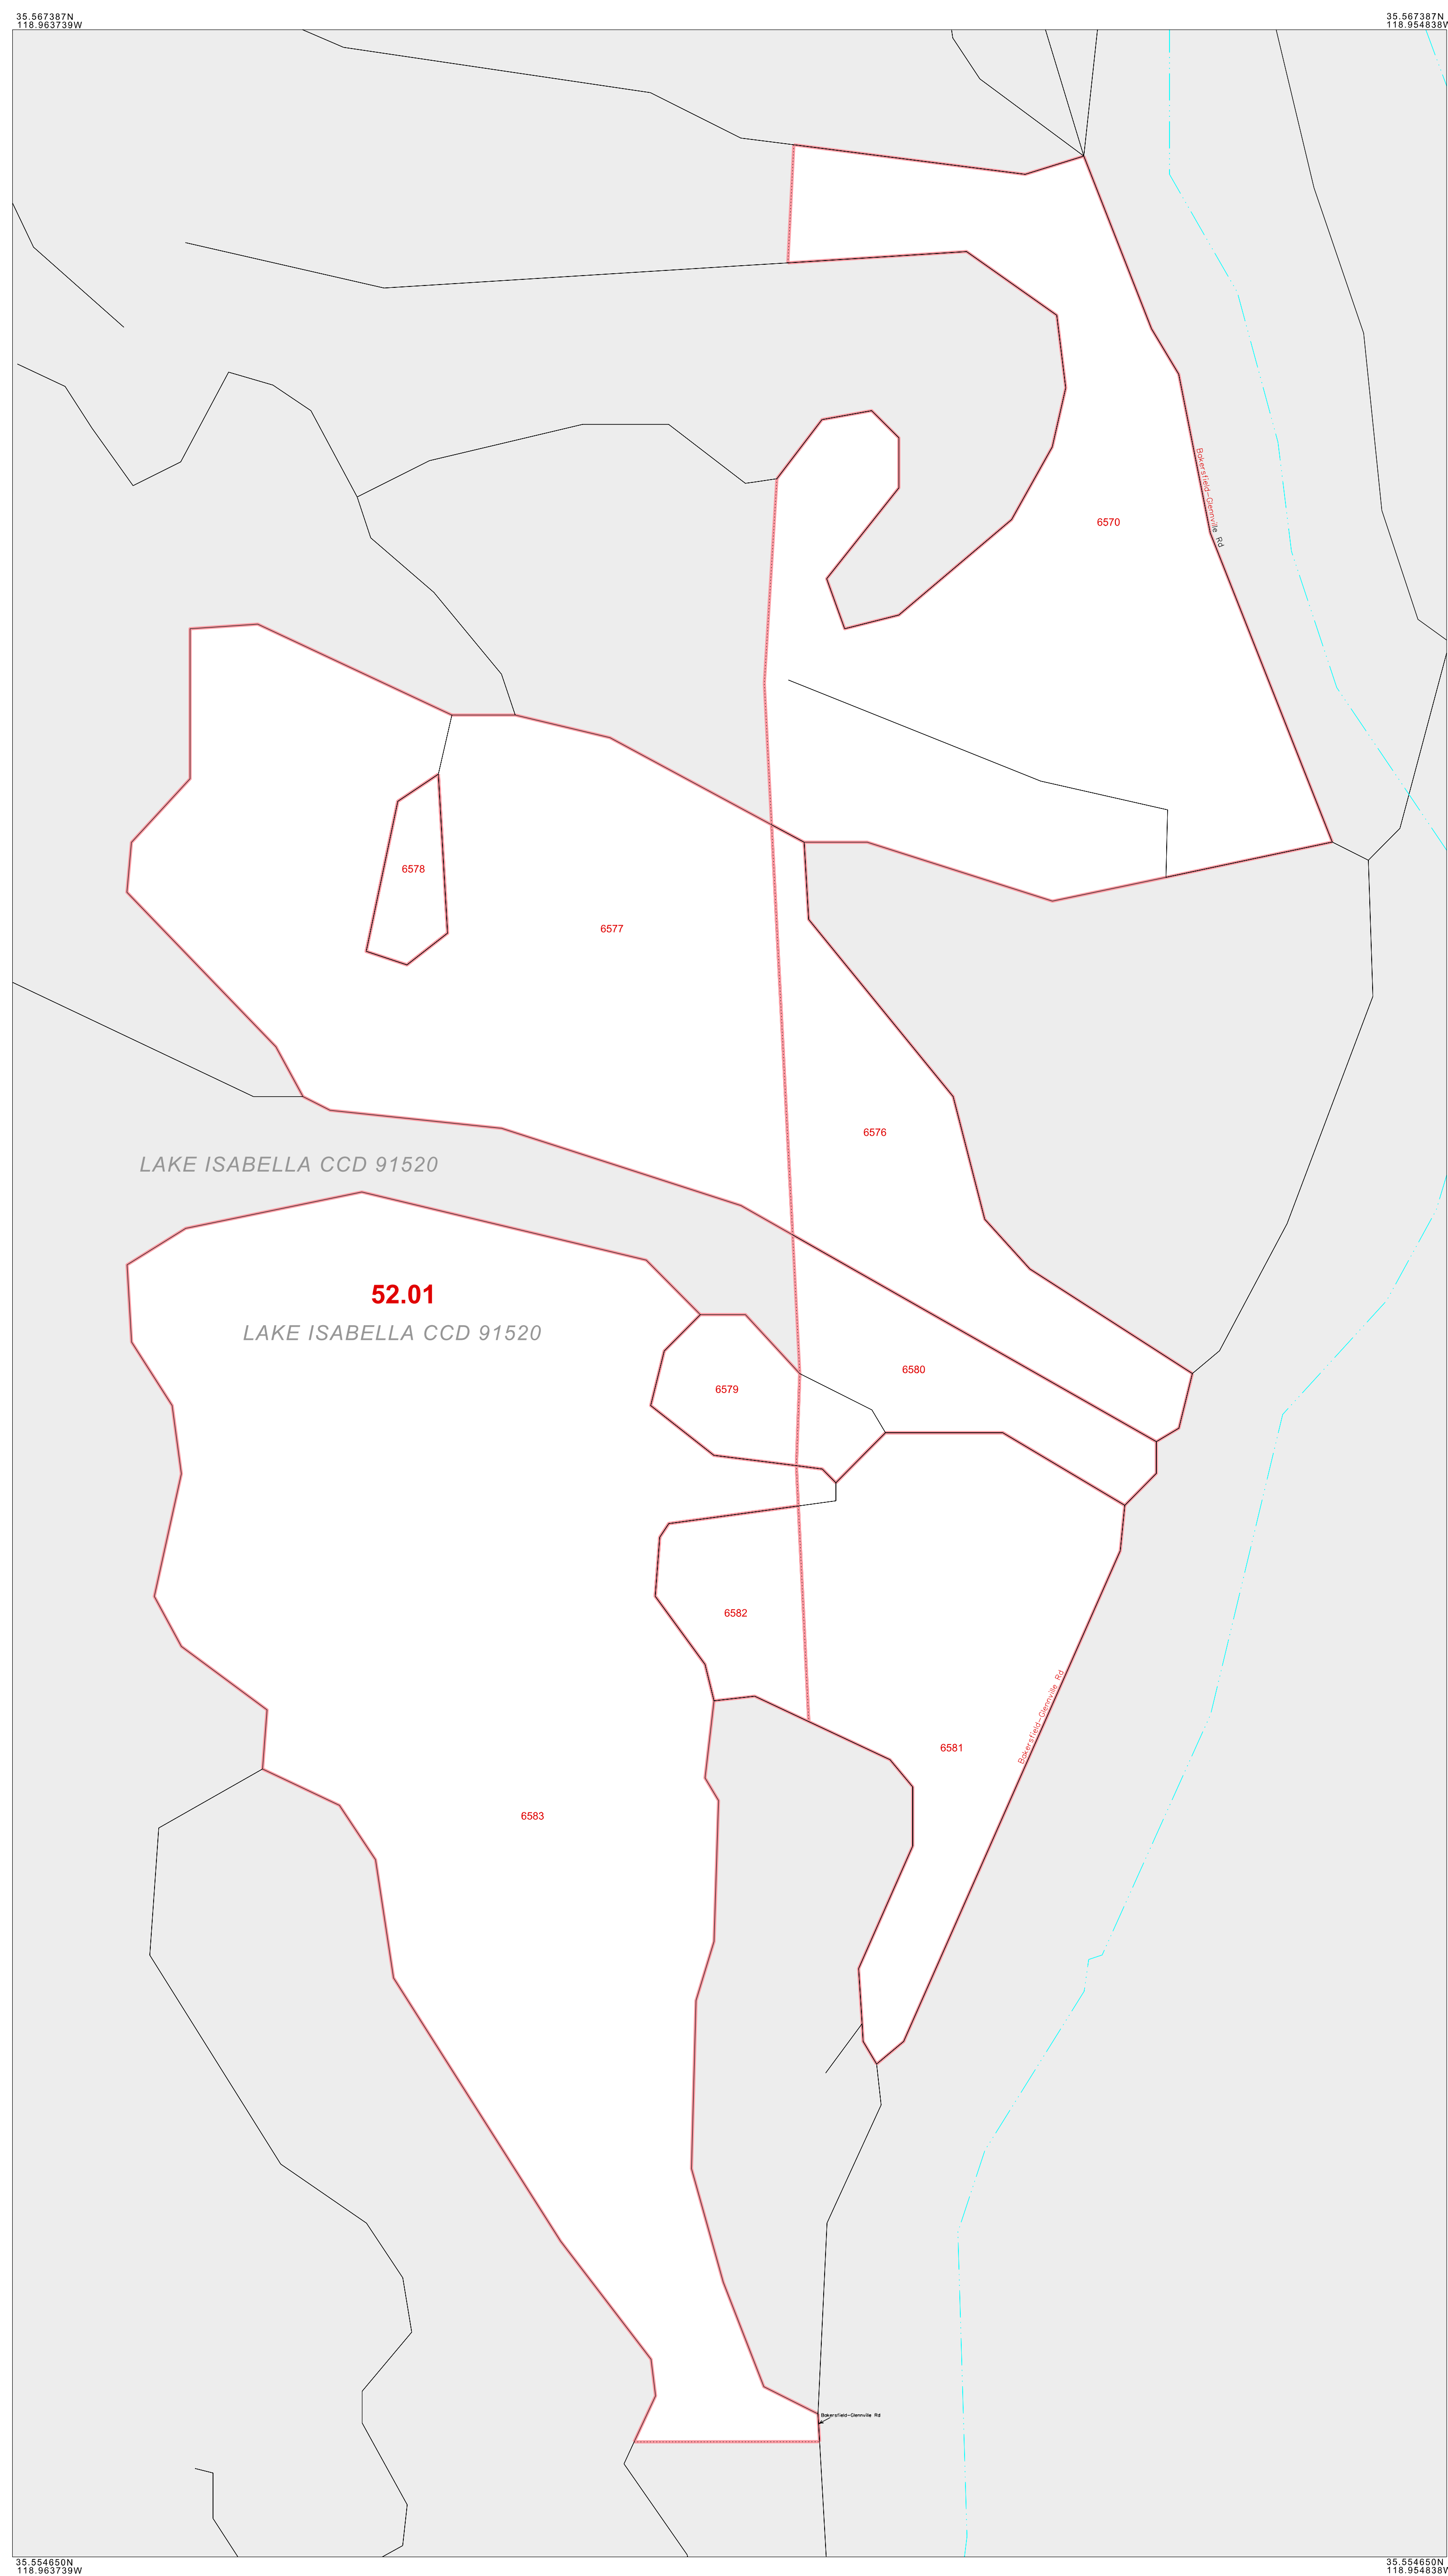 35.567387N
118.963739W
35.567387N
118.954838W
Bakersfield-Glennville Rd
6570
6578
6577
6576
LAKE ISABELLA CCD 91520
52.01
LAKE ISABELLA CCD 91520
6580
6579
6582
Bakersfield-Glennville Rd
6581
6583
Bakersfield-Glennville Rd
35.554650N
118.963739W
35.554650N
118.954838W